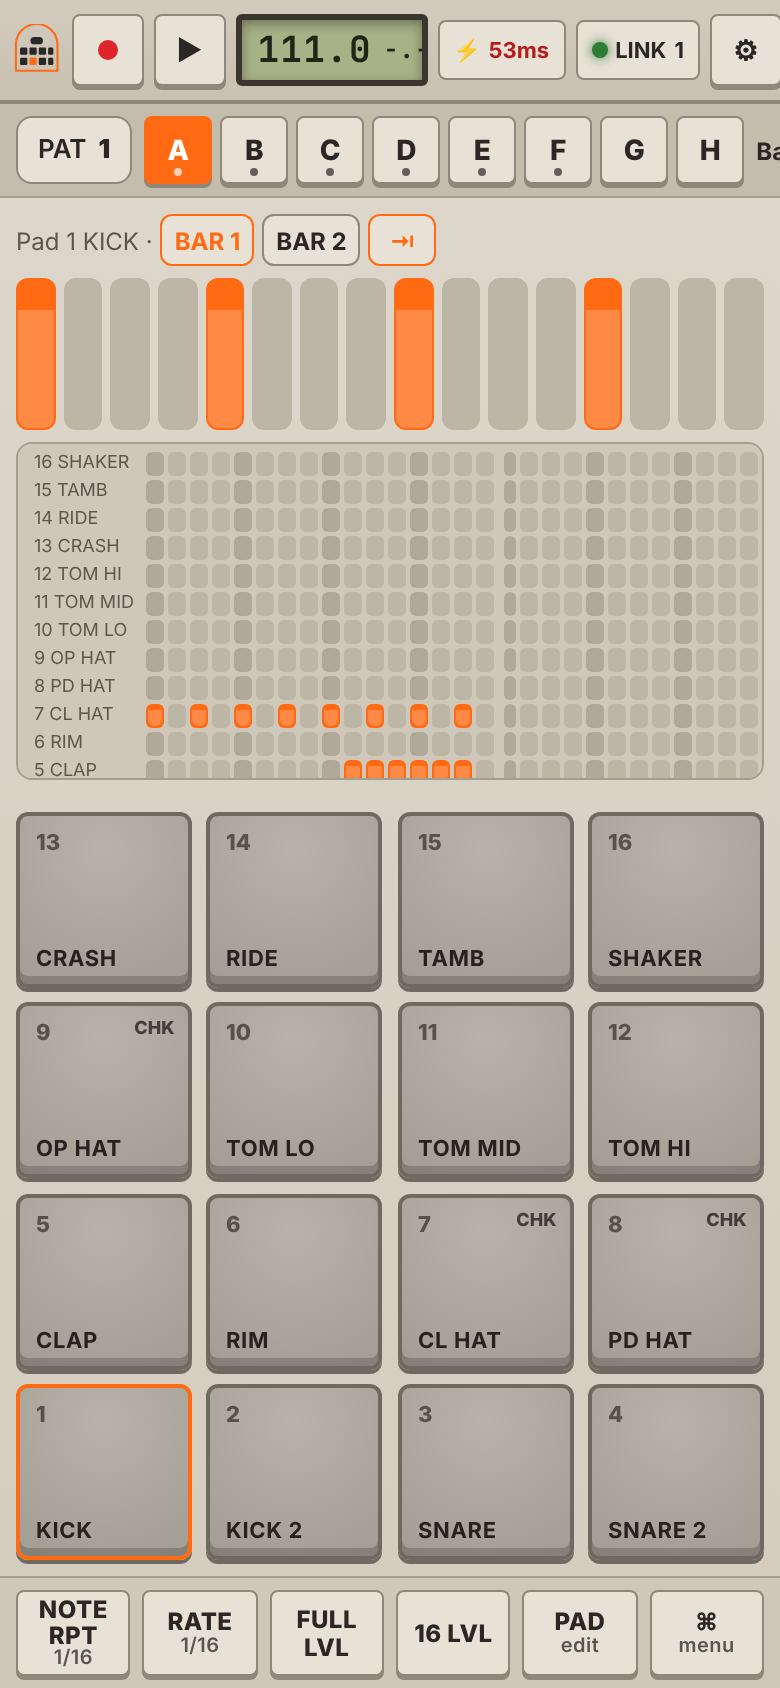 111.0 -.-
⚡ 53ms
LINK 1
PAT 1
A B C D E F G H Ba
Pad 1 KICK · BAR 1 BAR 2 ⇥
16 SHAKER
15 TAMB
14 RIDE
13 CRASH
12 TOM HI
11 TOM MID
10 TOM LO
9 OP HAT
8 PD HAT
7 CL HAT
6 RIM
5 CLAP
13 14 15 16
CRASH RIDE TAMB SHAKER
9 CHK 10 11 12
OP HAT TOM LO TOM MID TOM HI
5 6 7 CHK 8 CHK
CLAP RIM CL HAT PD HAT
1 2 3 4
KICK KICK 2 SNARE SNARE 2
NOTE
RPT
1/16
RATE
1/16
FULL
LVL
16 LVL
PAD
edit
⌘
menu